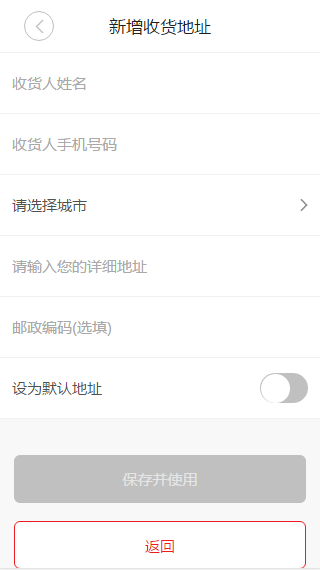 新增收货地址
收货人姓名
收货人手机号码
请选择城市
请输入您的详细地址
邮政编码(选填)
设为默认地址
保存并使用
返回